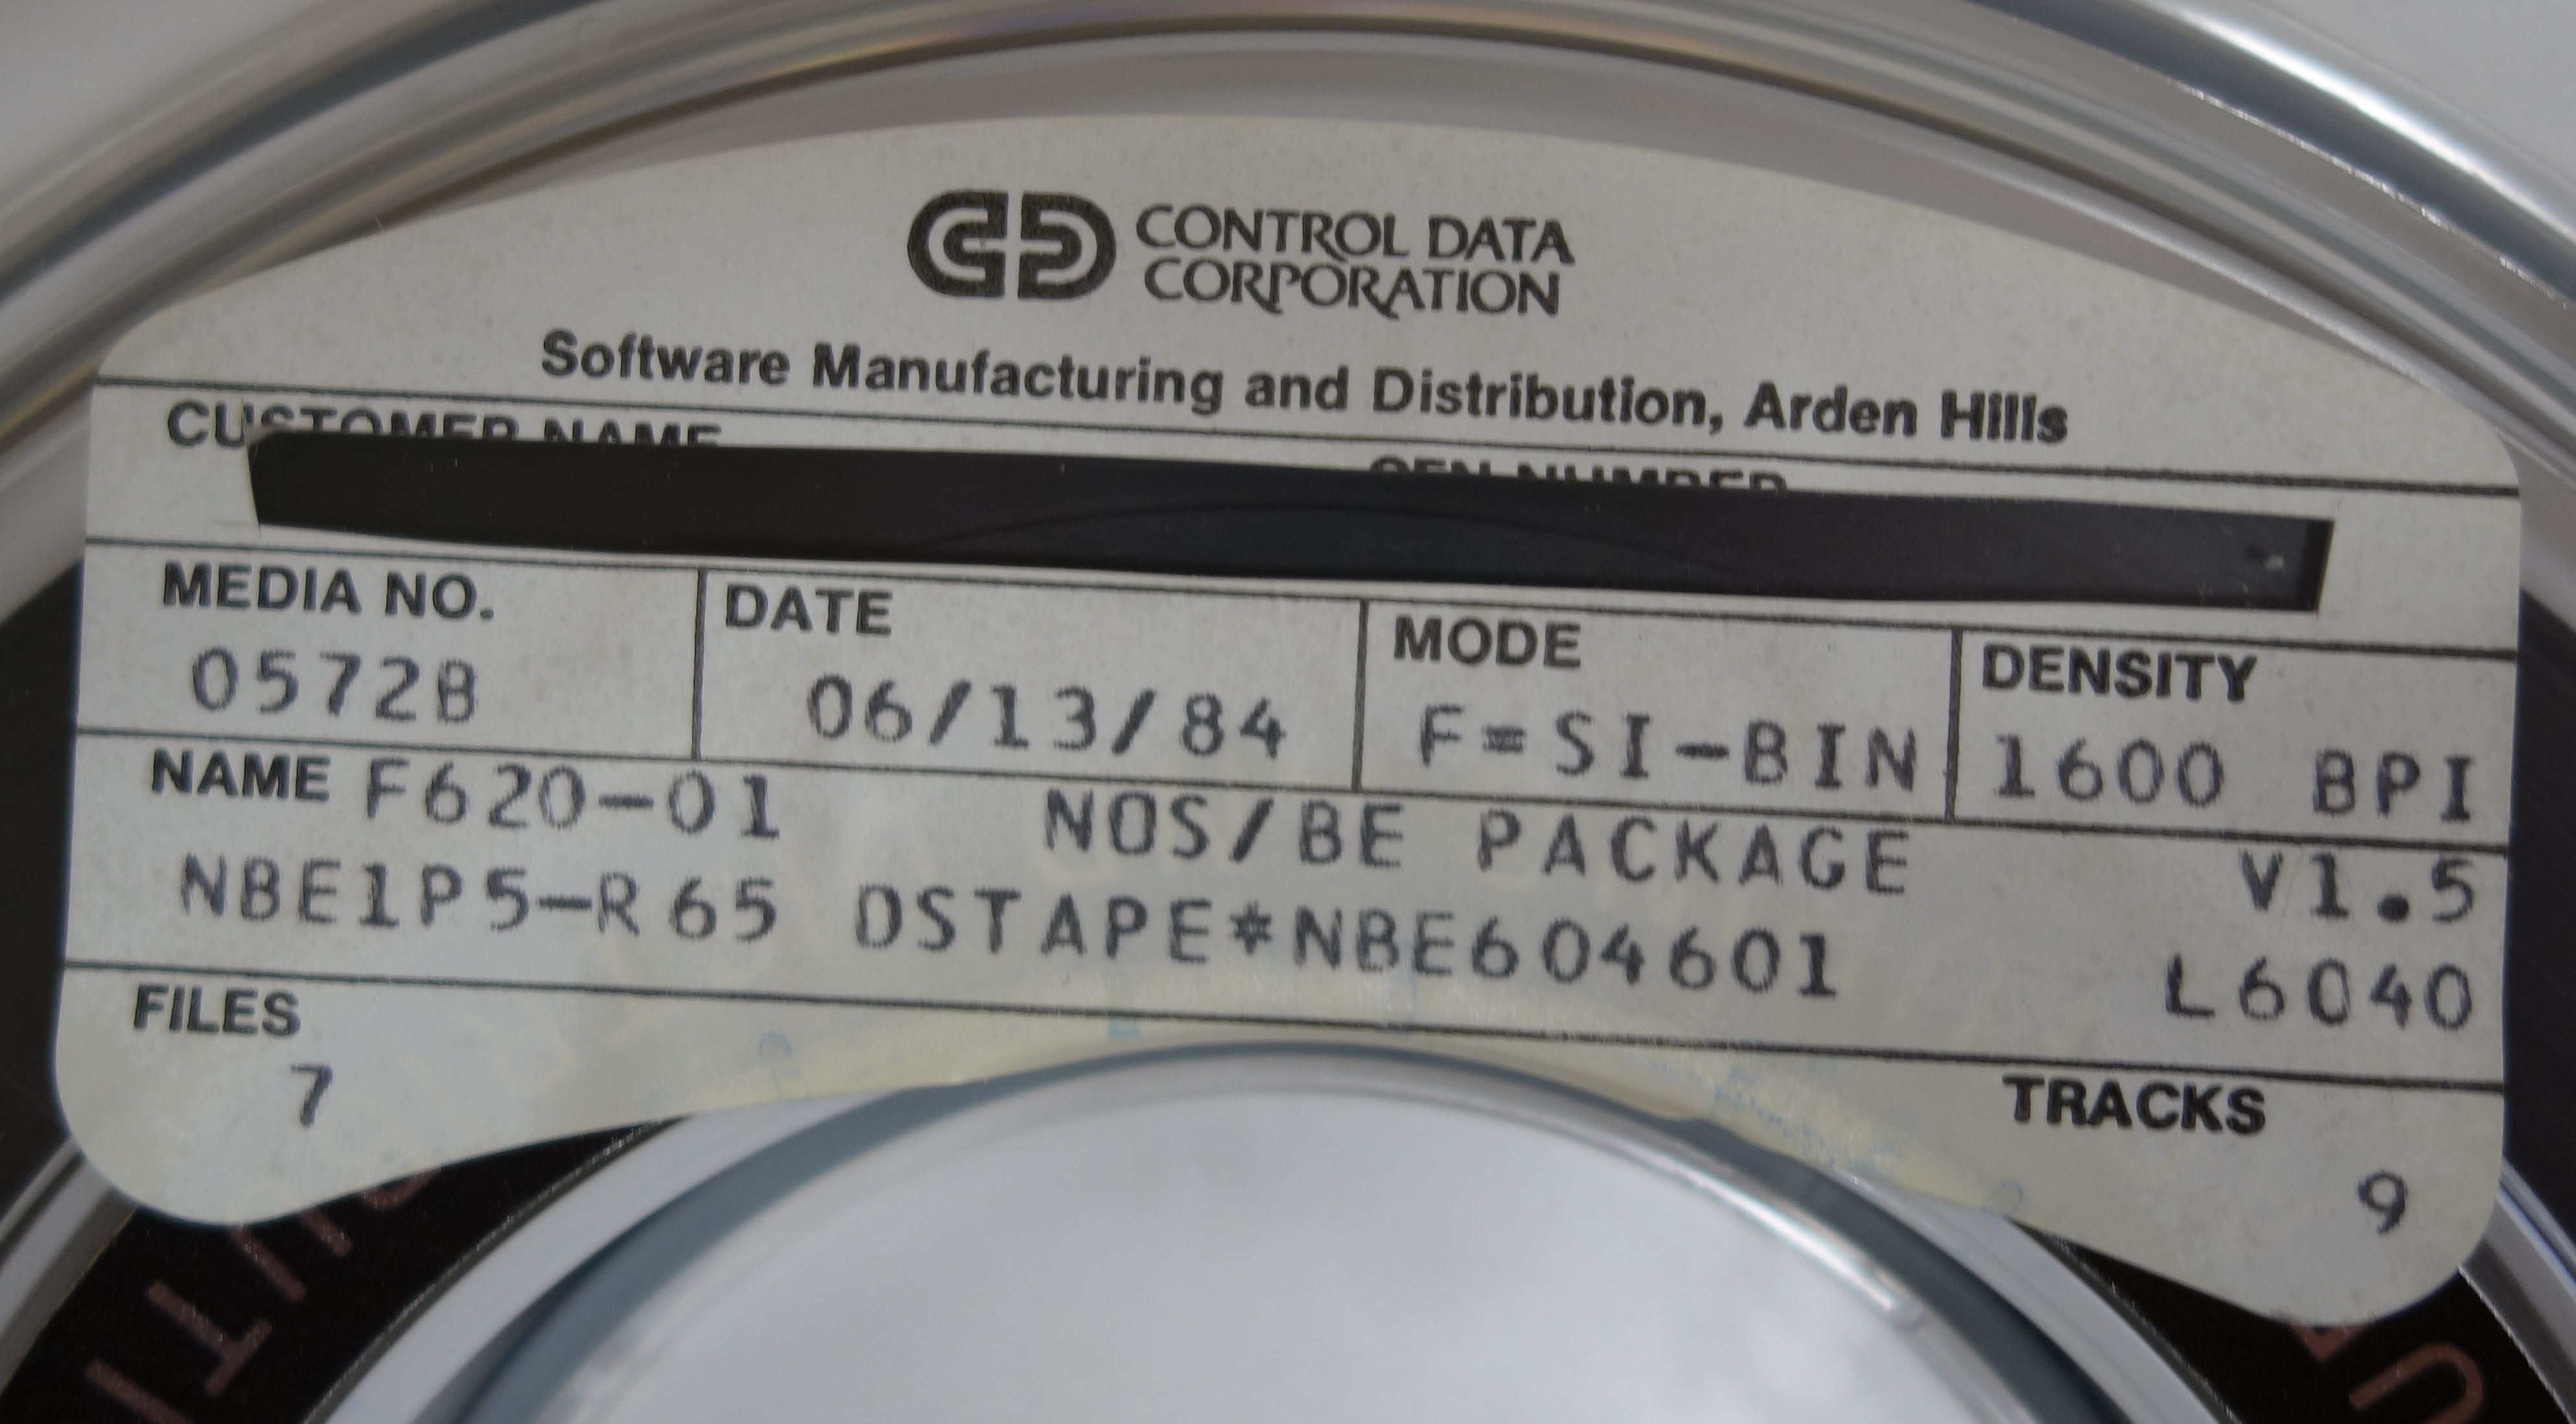 CONTROL DATA
CORPORATION
Software Manufacturing and Distribution, Arden Hills
CUSTOMER NAME
MEDIA NO. DATE MODE DENSITY
05728 06/13/84 F=SI-BIN 1600 BPI
NAME F620-01 NOS/BE PACKAGE V1.5
NBE1P5-R65 DSTAPE*NBE604601 L6040
FILES TRACKS
7 9